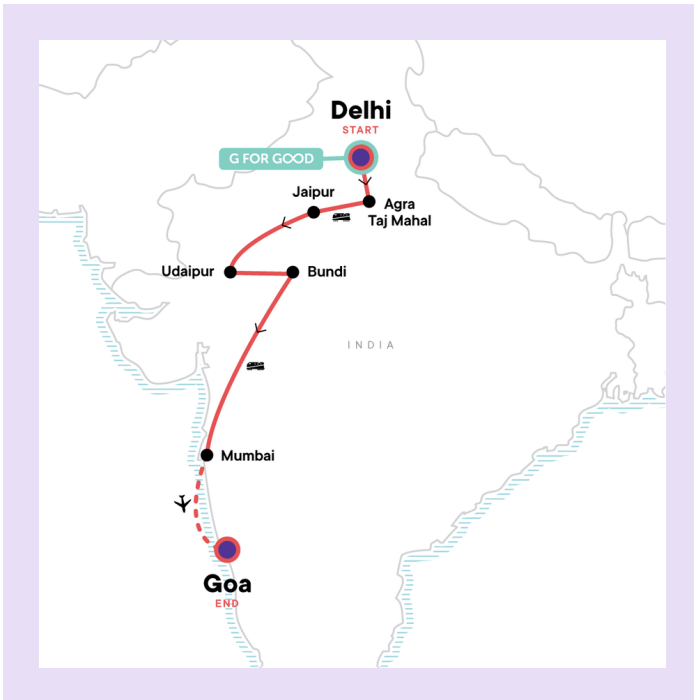 Delhi
START
G FOR GOOD
Jaipur
Agra
Taj Mahal
Udaipur
Bundi
INDIA
Mumbai
Goa
END